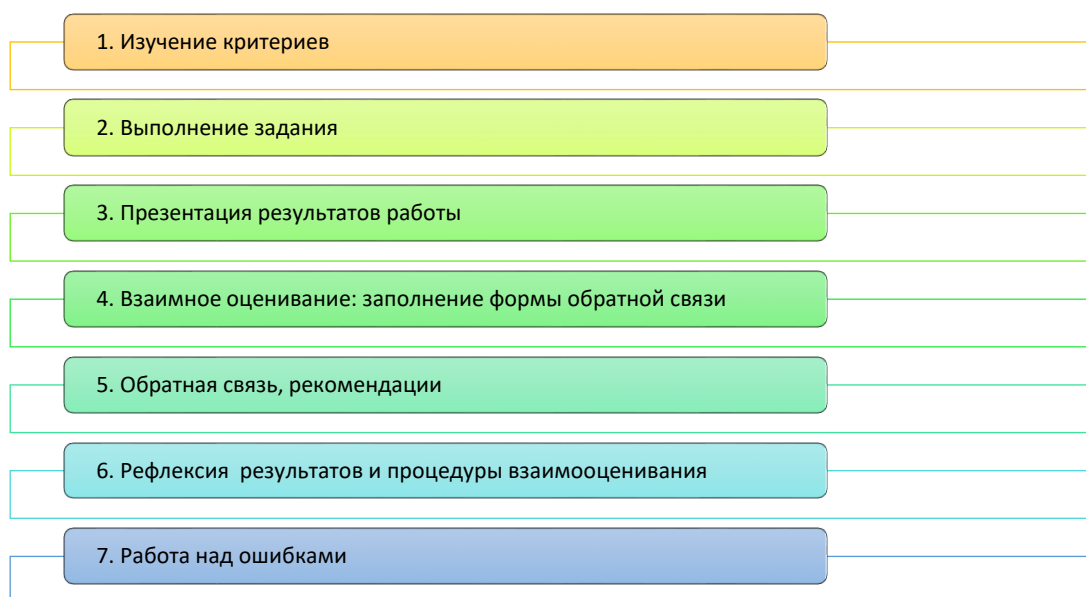 1. Изучение критериев
2. Выполнение задания
3. Презентация результатов работы
4. Взаимное оценивание: заполнение формы обратной связи
5. Обратная связь, рекомендации
6. Рефлексия  результатов и процедуры взаимооценивания
7. Работа над ошибками